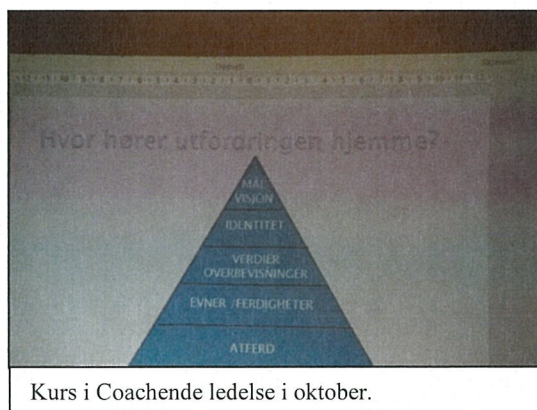 Hvor hører utfordringen hjemme?
MÅL
VISJON
IDENTITET
VERDIER
OVERBEVISNINGER
EVNER /FERDIGHETER
ATFERD
Kurs i Coachende ledelse i oktober.